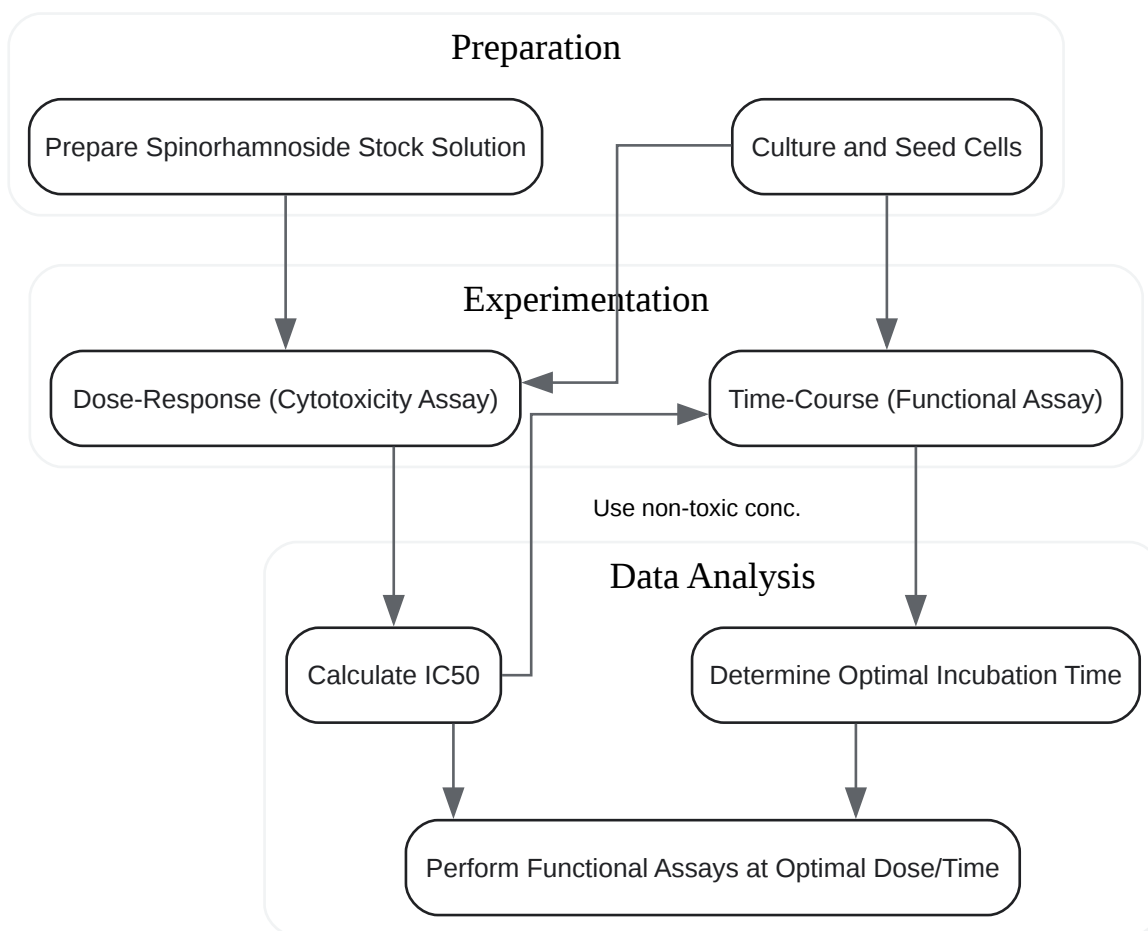 Preparation
Prepare Spinorhamnoside Stock Solution
Culture and Seed Cells
Experimentation
Dose-Response (Cytotoxicity Assay)
Time-Course (Functional Assay)
Use non-toxic conc.
Data Analysis
Calculate IC50
Determine Optimal Incubation Time
Perform Functional Assays at Optimal Dose/Time